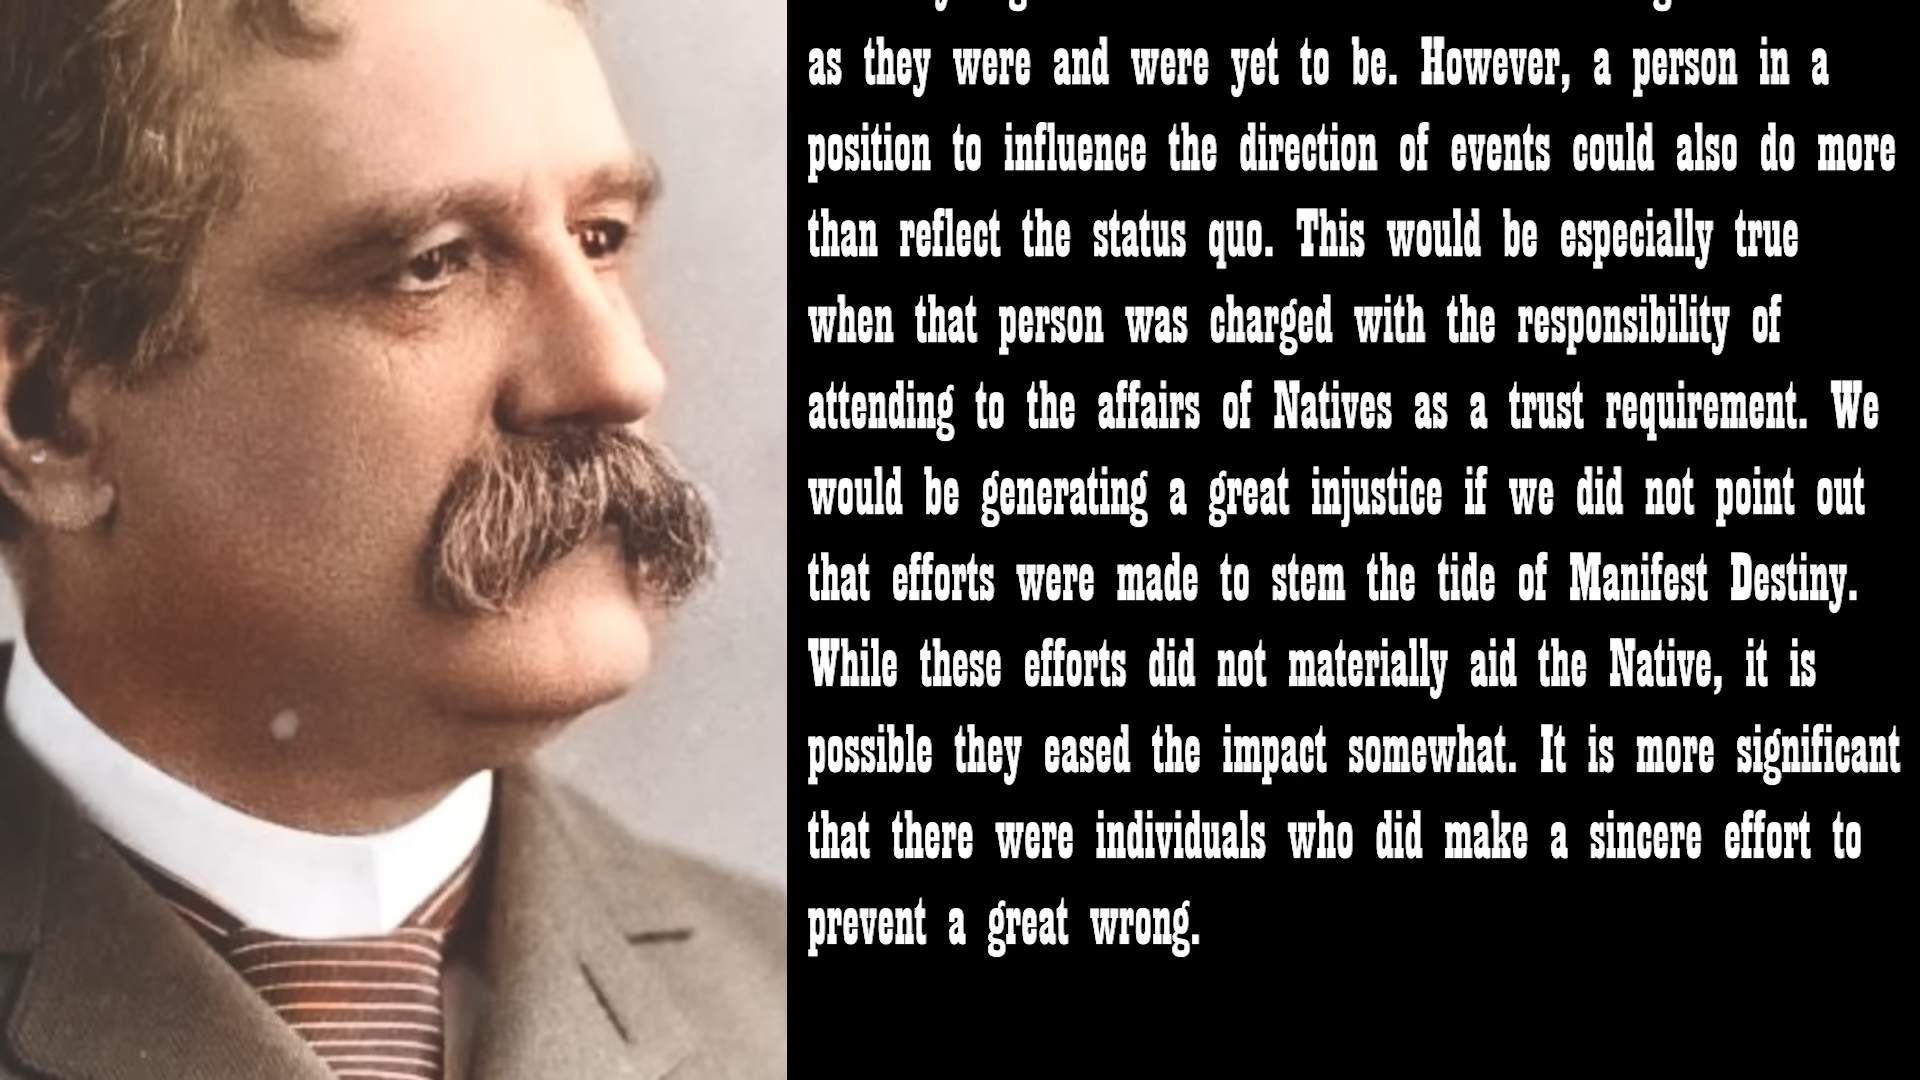 as they were and were yet to be. However, a person in a
position to influence the direction of events could also do more
than reflect the status quo. This would be especially true
when that person was charged with the responsibility of
attending to the affairs of Natives as a trust requirement. We
would be generating a great injustice if we did not point out
that efforts were made to stem the tide of Manifest Destiny.
While these efforts did not materially aid the Native, it is
possible they eased the impact somewhat. It is more significant
that there were individuals who did make a sincere effort to
prevent a great wrong.